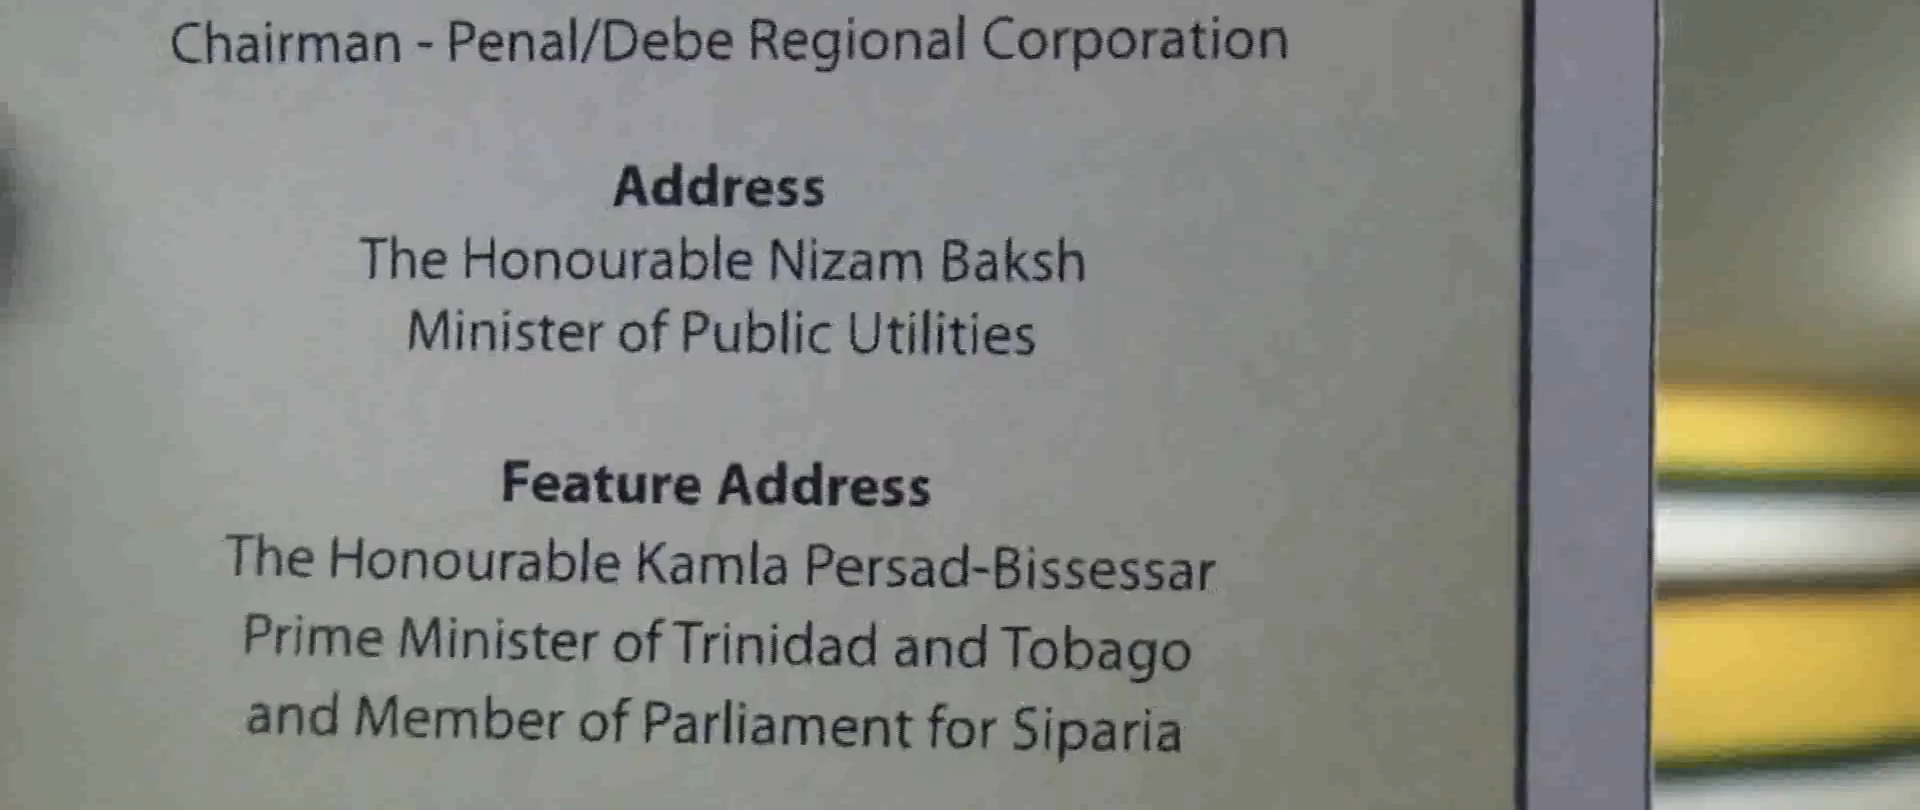 Chairman - Penal/Debe Regional Corporation
Address
The Honourable Nizam Baksh
Minister of Public Utilities
Feature Address
The Honourable Kamla Persad-Bissessar
Prime Minister of Trinidad and Tobago
and Member of Parliament for Siparia